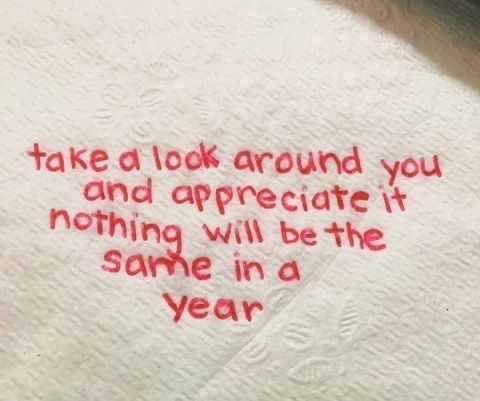 take a look around you
and appreciate it
nothing will be the
same in a
year